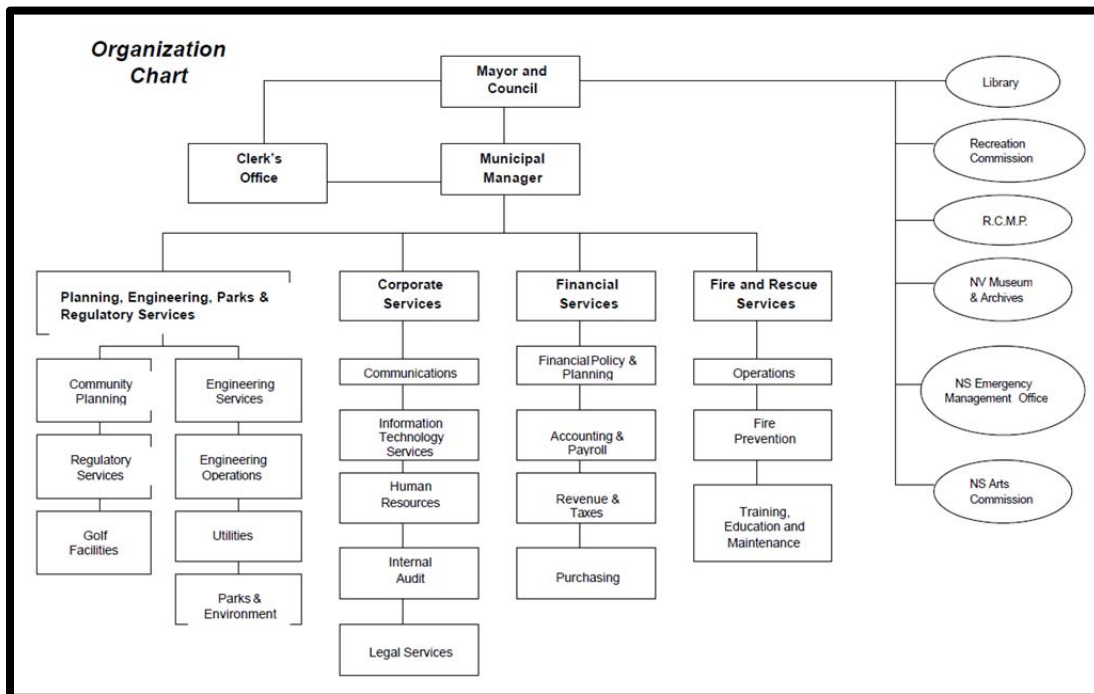 Organization
Chart
Mayor and
Council
Library
Recreation
Commission
Clerk's
Office
Municipal
Manager
R.C.M.P.
NV Museum
& Archives
NS Emergency
Management Office
NS Arts
Commission
Planning, Engineering, Parks &
Regulatory Services
Community
Planning
Regulatory
Services
Golf
Facilities
Engineering
Services
Engineering
Operations
Utilities
Parks &
Environment
Corporate
Services
Communications
Information
Technology
Services
Human
Resources
Internal
Audit
Legal Services
Financial
Services
Financial Policy &
Planning
Accounting &
Payroll
Revenue &
Taxes
Purchasing
Fire and Rescue
Services
Operations
Fire
Prevention
Training,
Education and
Maintenance